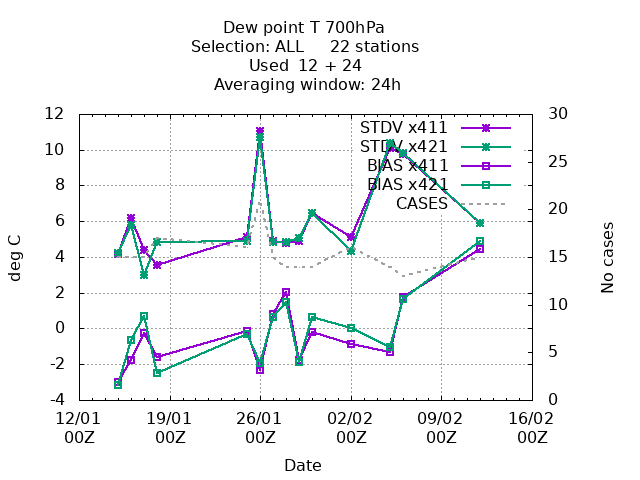 Dew point T 700hPa
Selection: ALL     22 stations
Used  12 + 24
Averaging window: 24h
12
10
8
6
4
2
0
-2
-4
deg C
30
25
20
15
10
5
0
No cases
STDV x411
STDV x421
BIAS x411
BIAS x421
CASES
12/01 19/01 26/01 02/02 09/02 16/02
00Z 00Z 00Z 00Z 00Z 00Z
Date